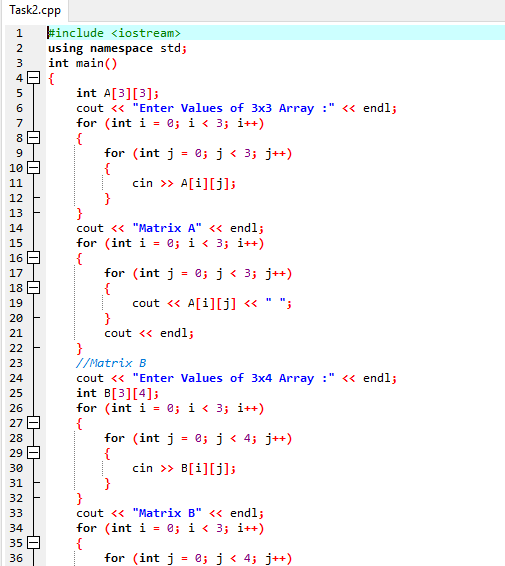 Task2.cpp
1 #include <iostream>
2 using namespace std;
3 int main()
4 {
5 int A[3][3];
6 cout << "Enter Values of 3x3 Array :" << endl;
7 for (int i = 0; i < 3; i++)
8 {
9 for (int j = 0; j < 3; j++)
10 {
11 cin >> A[i][j];
12 }
13 }
14 cout << "Matrix A" << endl;
15 for (int i = 0; i < 3; i++)
16 {
17 for (int j = 0; j < 3; j++)
18 {
19 cout << A[i][j] << " ";
20 }
21 cout << endl;
22 }
23 //Matrix B
24 cout << "Enter Values of 3x4 Array :" << endl;
25 int B[3][4];
26 for (int i = 0; i < 3; i++)
27 {
28 for (int j = 0; j < 4; j++)
29 {
30 cin >> B[i][j];
31 }
32 }
33 cout << "Matrix B" << endl;
34 for (int i = 0; i < 3; i++)
35 {
36 for (int j = 0; j < 4; j++)